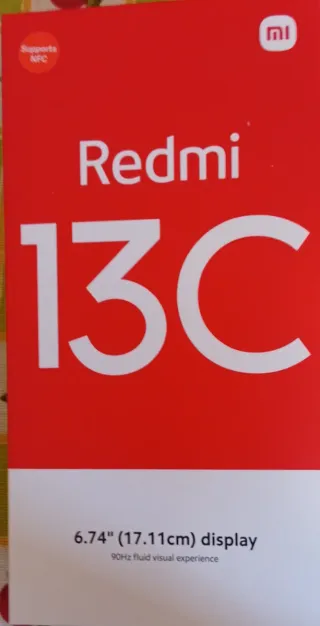 Supports
NFC
mi
Redmi
13C
6.74" (17.11cm) display
90Hz fluid visual experience